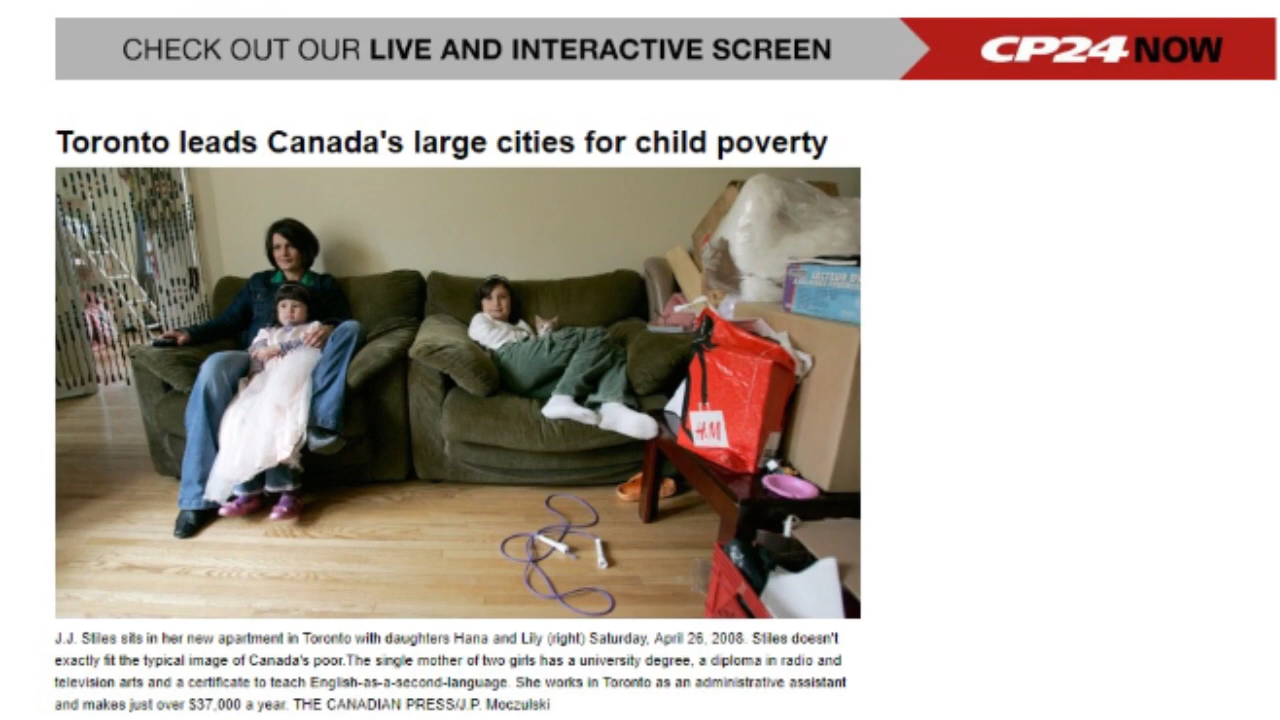 CHECK OUT OUR LIVE AND INTERACTIVE SCREEN CP24 NOW
Toronto leads Canada's large cities for child poverty
H&M
J.J. Stiles sits in her new apartment in Toronto with daughters Hana and Lily (right) Saturday, April 26, 2008. Stiles doesn't
exactly fit the typical image of Canada's poor.The single mother of two girls has a university degree, a diploma in radio and
television arts and a certificate to teach English-as-a-second-language. She works in Toronto as an administrative assistant
and makes just over $37,000 a year. THE CANADIAN PRESS/J.P. Moczulski